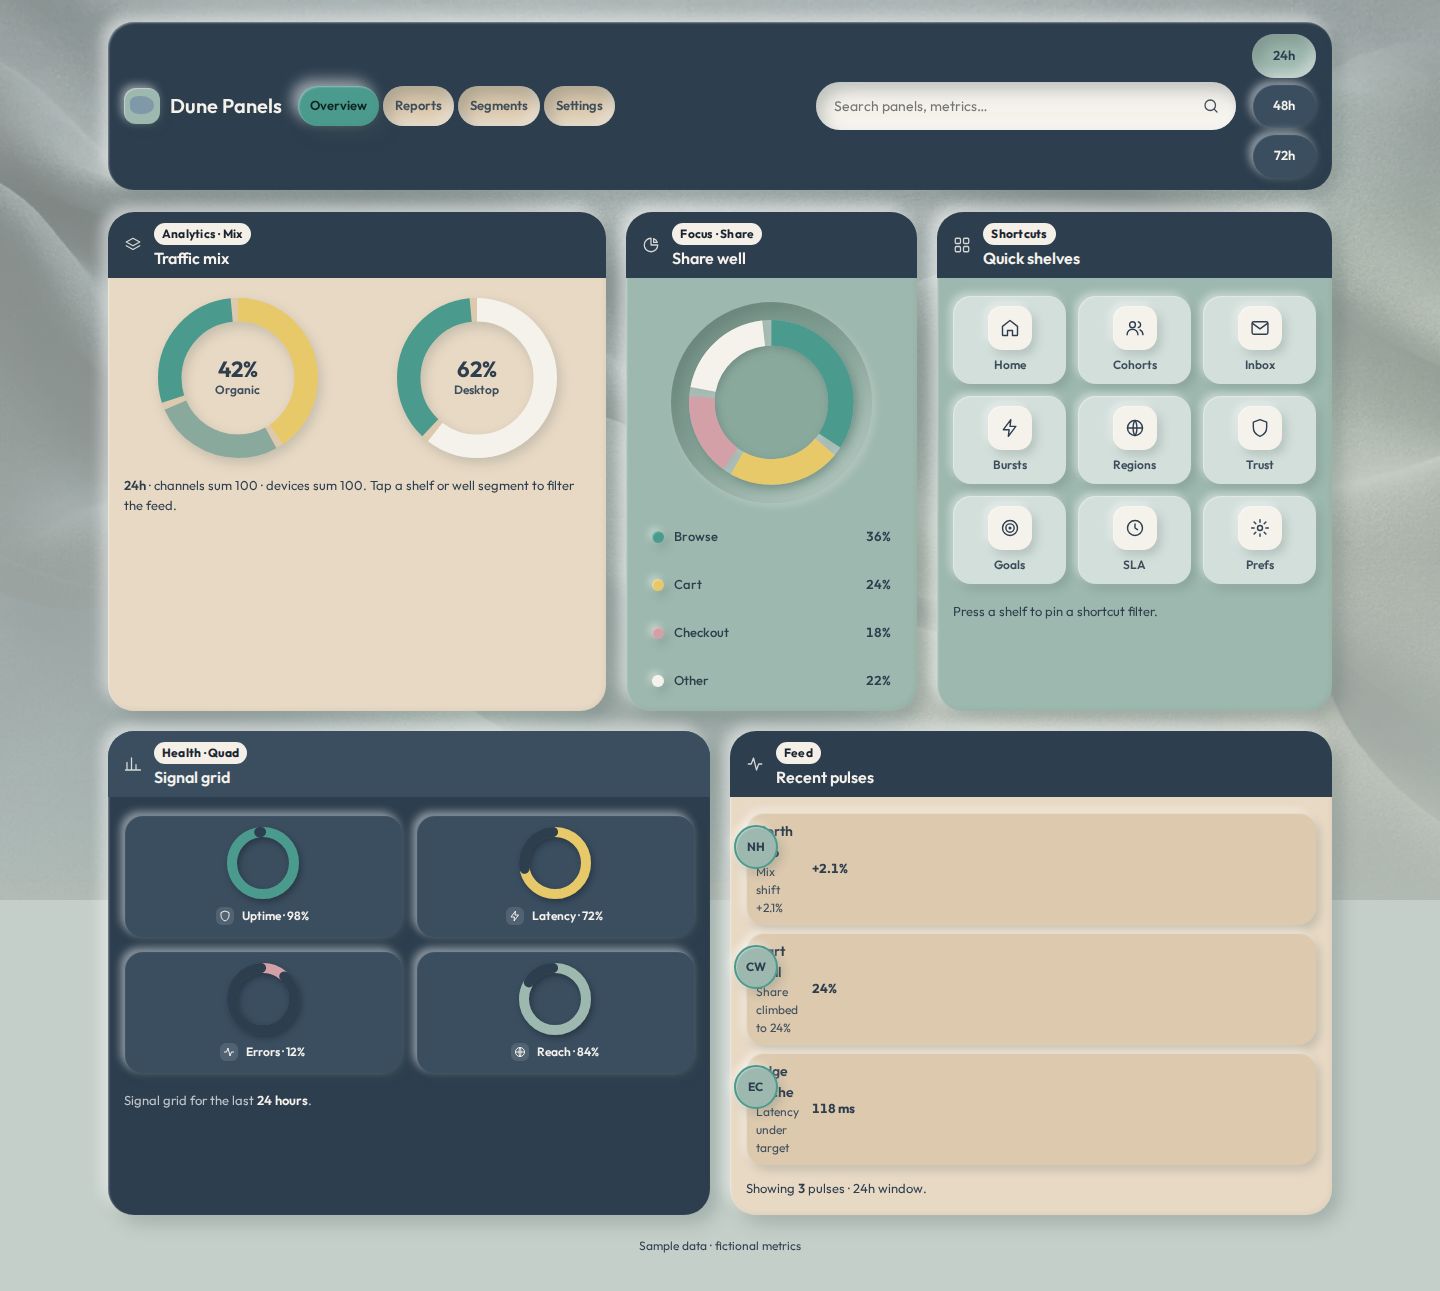 Dune Panels
Overview
Reports
Segments
Settings
Search panels, metrics...
24h
48h
72h
Analytics · Mix
Traffic mix
42%
Organic
62%
Desktop
24h · channels sum 100 · devices sum 100. Tap a shelf or well segment to filter
the feed.
Focus · Share
Share well
Browse 36%
Cart 24%
Checkout 18%
Other 22%
Shortcuts
Quick shelves
Home
Cohorts
Inbox
Bursts
Regions
Trust
Goals
SLA
Prefs
Press a shelf to pin a shortcut filter.
Health · Quad
Signal grid
Uptime · 98%
Latency · 72%
Errors · 12%
Reach · 84%
Signal grid for the last 24 hours.
Feed
Recent pulses
NH
Mix
shift
+2.1%
+2.1%
CW
Share
climbed
to 24%
24%
EC
Latency
under
target
118 ms
Showing 3 pulses · 24h window.
Sample data · fictional metrics